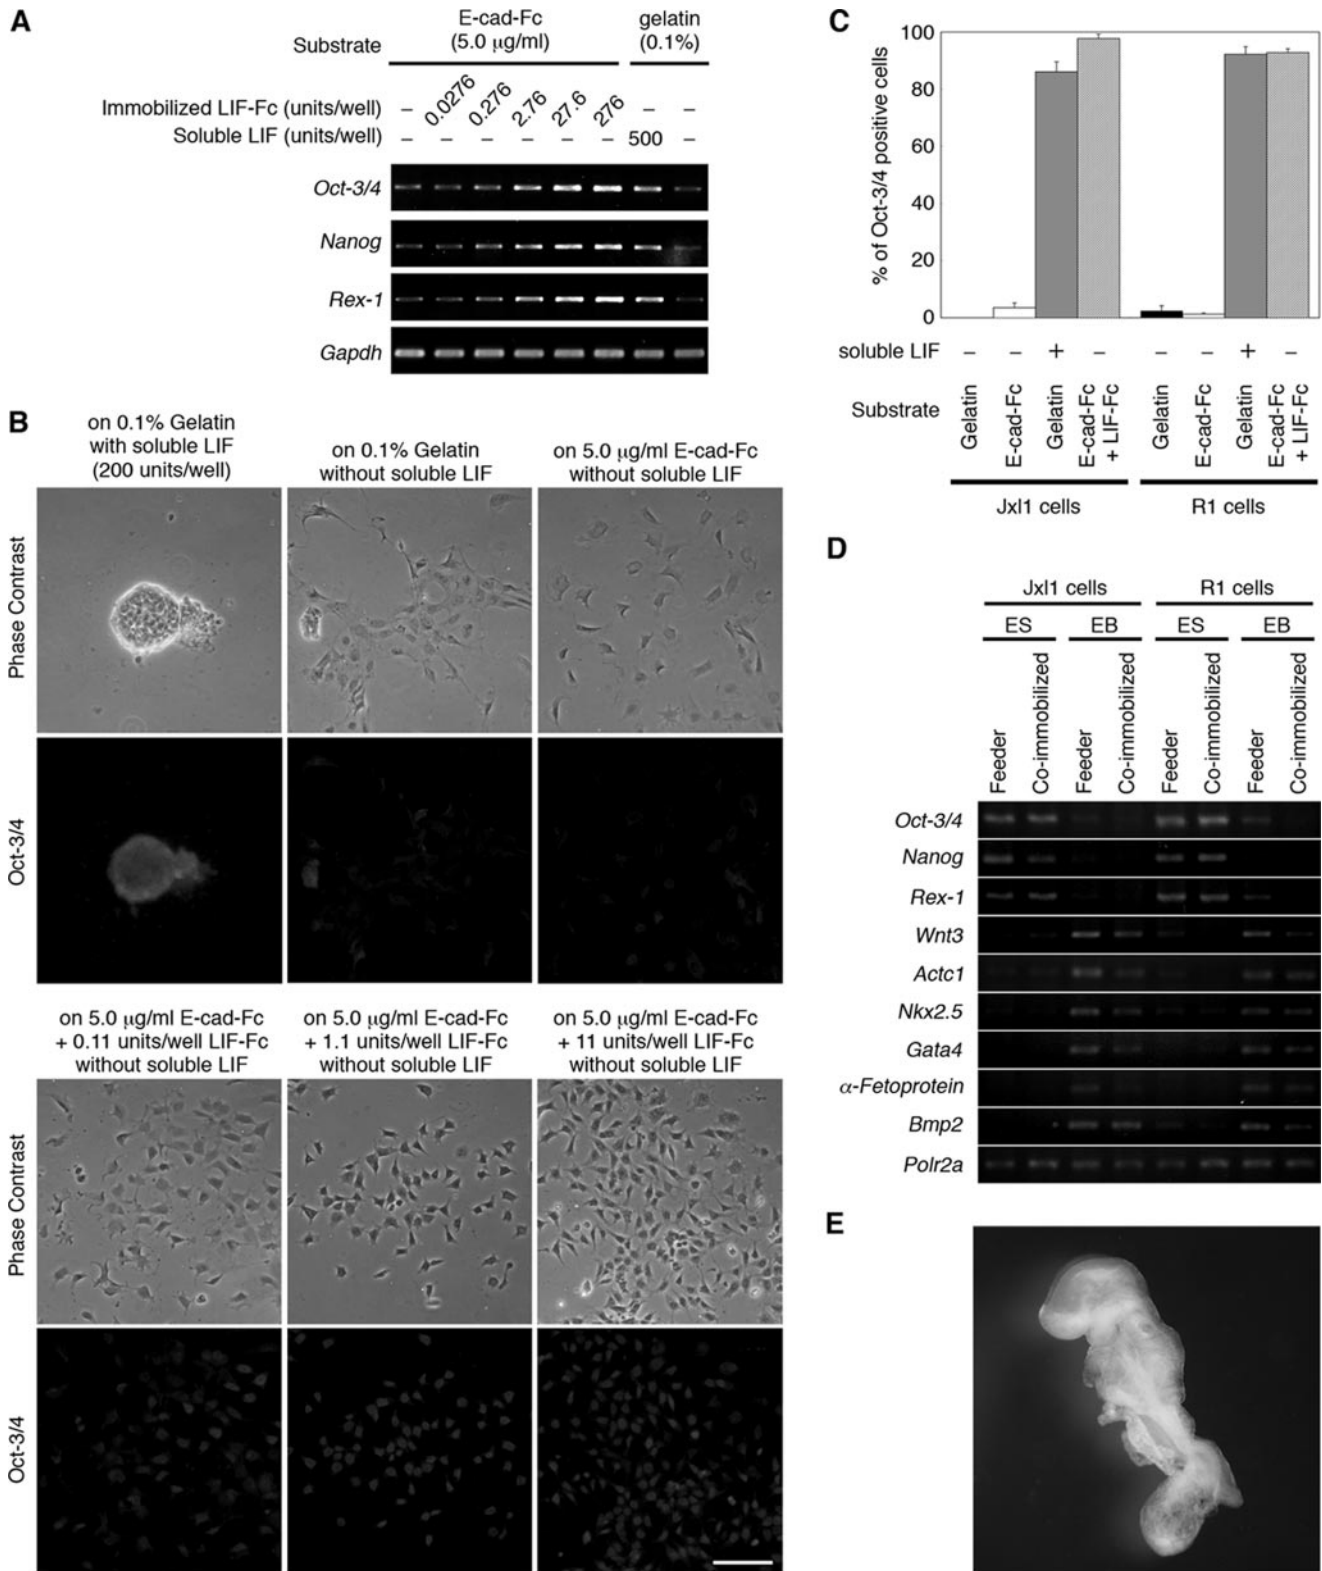 A
Substrate
E-cad-Fc
(5.0 μg/ml)
gelatin
(0.1%)
Immobilized LIF-Fc (units/well) – 0.0276 0.276 2.76 27.6 276 – –
Soluble LIF (units/well) – – – – – – 500 –
Oct-3/4
Nanog
Rex-1
Gapdh
B
on 0.1% Gelatin
with soluble LIF
(200 units/well)
on 0.1% Gelatin
without soluble LIF
on 5.0 μg/ml E-cad-Fc
without soluble LIF
Phase Contrast
Oct-3/4
on 5.0 μg/ml E-cad-Fc
+ 0.11 units/well LIF-Fc
without soluble LIF
on 5.0 μg/ml E-cad-Fc
+ 1.1 units/well LIF-Fc
without soluble LIF
on 5.0 μg/ml E-cad-Fc
+ 11 units/well LIF-Fc
without soluble LIF
Phase Contrast
Oct-3/4
C
% of Oct-3/4 positive cells
100
80
60
40
20
0
soluble LIF – – + – – – + –
Substrate
Gelatin
E-cad-Fc
Gelatin
E-cad-Fc
+ LIF-Fc
Gelatin
E-cad-Fc
Gelatin
E-cad-Fc
+ LIF-Fc
Jxl1 cells
R1 cells
D
Jxl1 cells
R1 cells
ES
EB
ES
EB
Feeder
Co-immobilized
Feeder
Co-immobilized
Feeder
Co-immobilized
Feeder
Co-immobilized
Oct-3/4
Nanog
Rex-1
Wnt3
Actc1
Nkx2.5
Gata4
α-Fetoprotein
Bmp2
Polr2a
E